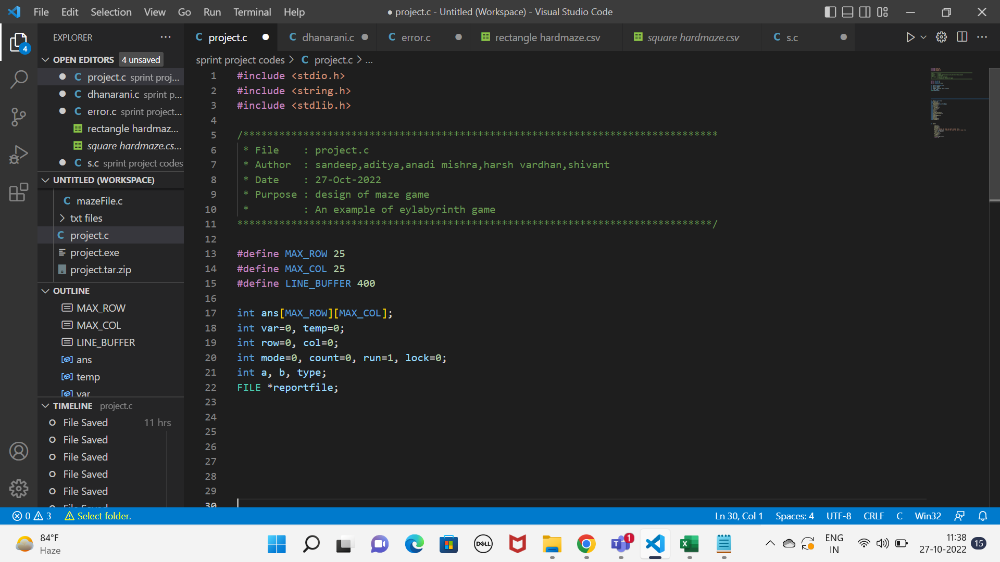 File Edit Selection View Go Run Terminal Help
● project.c - Untitled (Workspace) - Visual Studio Code
EXPLORER
4
OPEN EDITORS 4 unsaved
C project.c sprint proj...
C dhanarani.c sprint p...
C error.c sprint project...
rectangle hardmaz...
square hardmaze.cs...
C s.c sprint project codes
UNTITLED (WORKSPACE)
C mazeFile.c
txt files
C project.c
project.exe
project.tar.zip
OUTLINE
MAX_ROW
MAX_COL
LINE_BUFFER
ans
temp
var
TIMELINE project.c
File Saved 11 hrs
File Saved
File Saved
File Saved
File Saved
File Saved
C project.c C dhanarani.c C error.c rectangle hardmaze.csv square hardmaze.csv C s.c
sprint project codes > C project.c > ...
1 #include <stdio.h>
2 #include <string.h>
3 #include <stdlib.h>
4
5 /*******************************************************************************
6 * File    : project.c
7 * Author  : sandeep,aditya,anadi mishra,harsh vardhan,shivant
8 * Date    : 27-Oct-2022
9 * Purpose : design of maze game
10 *         : An example of eylabyrinth game
11 *******************************************************************************/
12
13 #define MAX_ROW 25
14 #define MAX_COL 25
15 #define LINE_BUFFER 400
16
17 int ans[MAX_ROW][MAX_COL];
18 int var=0, temp=0;
19 int row=0, col=0;
20 int mode=0, count=0, run=1, lock=0;
21 int a, b, type;
22 FILE *reportfile;
23
24
25
26
27
28
29
30
0 3 Select folder. Ln 30, Col 1 Spaces: 4 UTF-8 CRLF C Win32
84°F
Haze
DELL
1
ENG
IN
11:38
27-10-2022
15